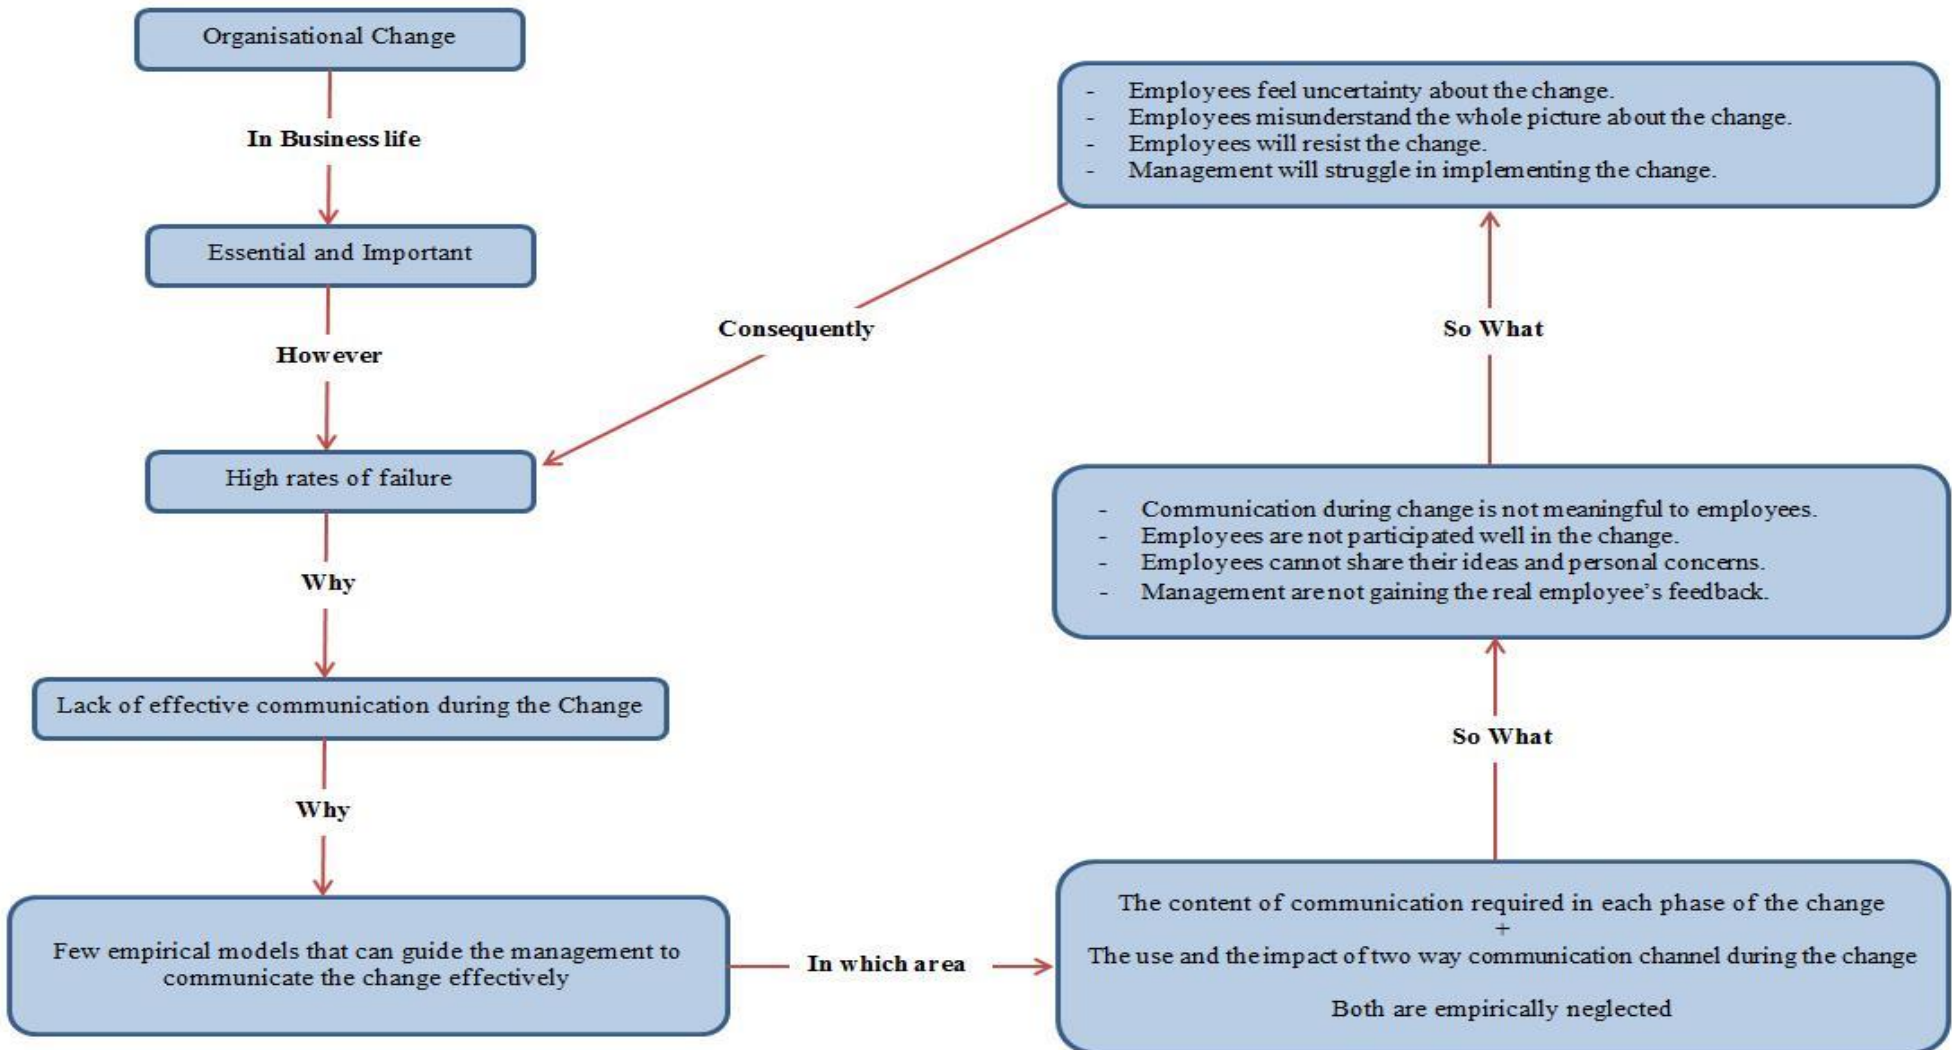 Organisational Change
In Business life
Essential and Important
However
High rates of failure
Why
Lack of effective communication during the Change
Why
Few empirical models that can guide the management to
communicate the change effectively
In which area
The content of communication required in each phase of the change
+
The use and the impact of two way communication channel during the change
Both are empirically neglected
So What
- Communication during change is not meaningful to employees.
- Employees are not participated well in the change.
- Employees cannot share their ideas and personal concerns.
- Management are not gaining the real employee’s feedback.
So What
- Employees feel uncertainty about the change.
- Employees misunderstand the whole picture about the change.
- Employees will resist the change.
- Management will struggle in implementing the change.
Consequently